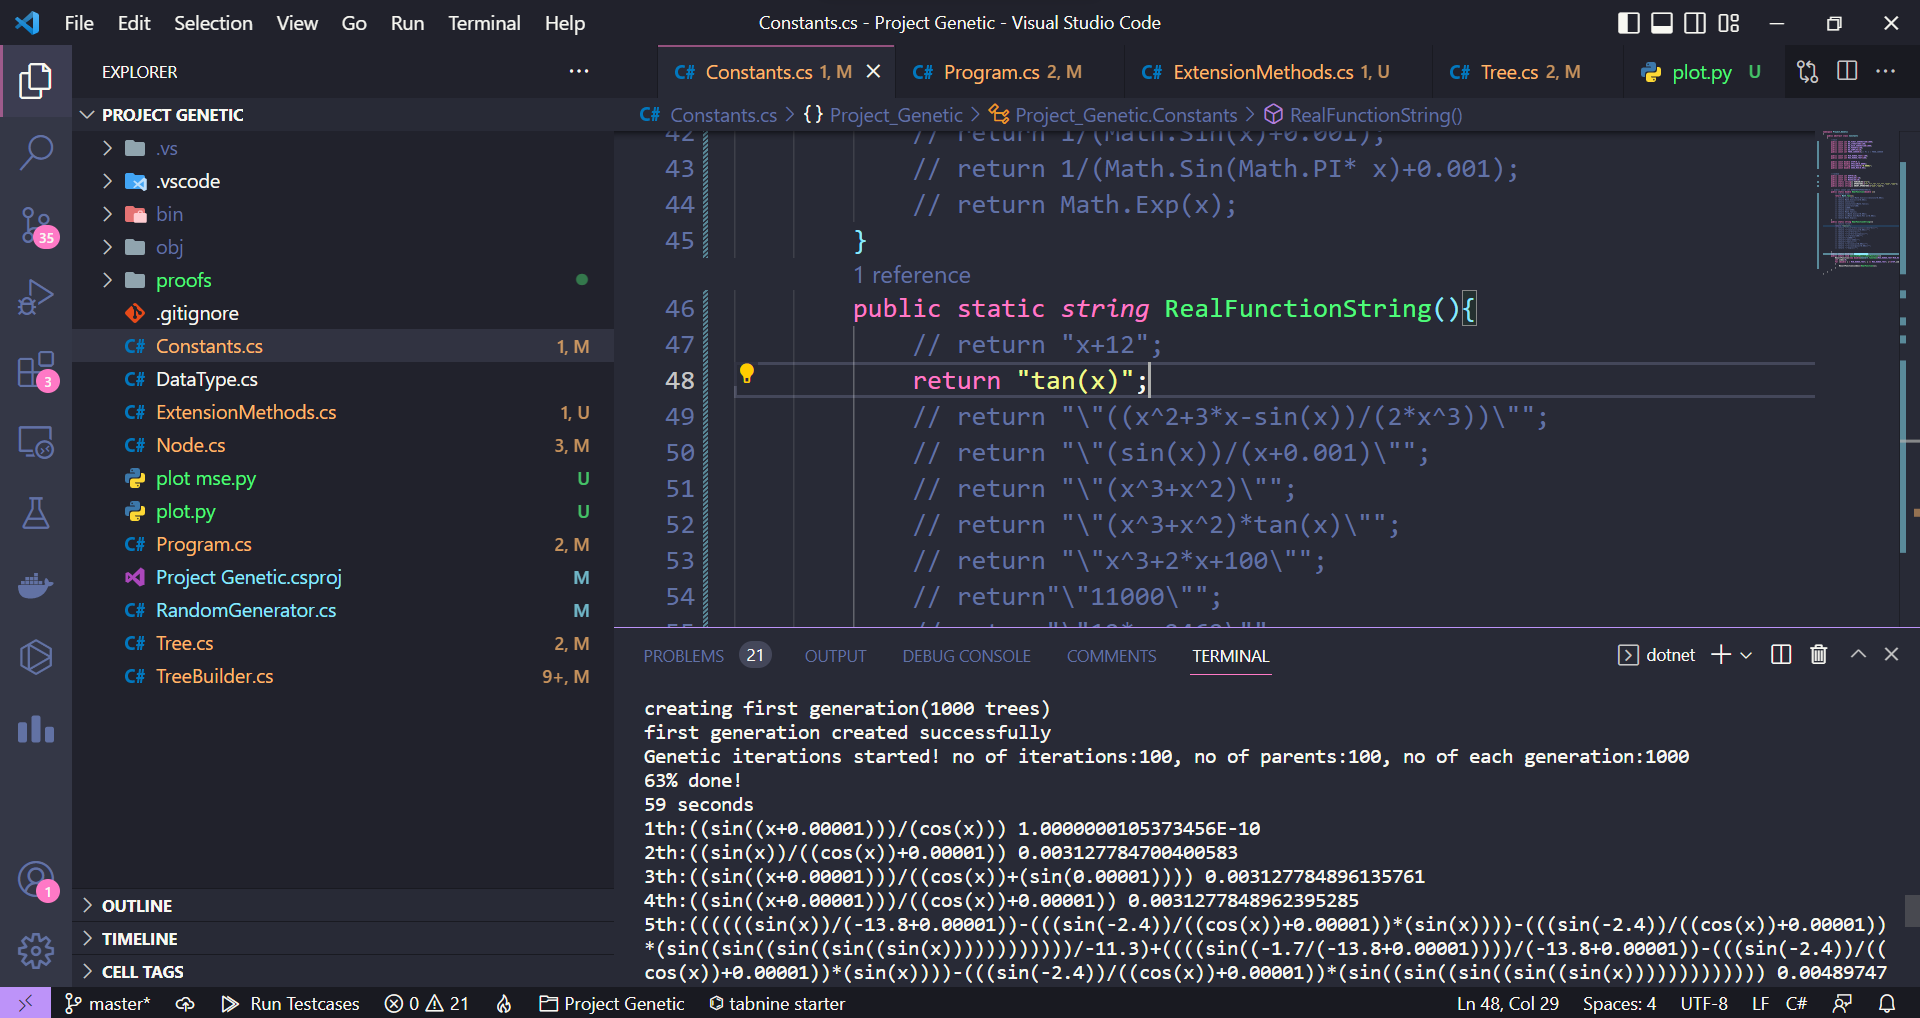 File Edit Selection View Go Run Terminal Help
Constants.cs - Project Genetic - Visual Studio Code
EXPLORER
PROJECT GENETIC
.vs
.vscode
bin
obj
proofs
.gitignore
C# Constants.cs 1, M
C# DataType.cs
C# ExtensionMethods.cs 1, U
C# Node.cs 3, M
plot mse.py U
plot.py U
C# Program.cs 2, M
Project Genetic.csproj M
C# RandomGenerator.cs M
C# Tree.cs 2, M
C# TreeBuilder.cs 9+, M
OUTLINE
TIMELINE
CELL TAGS
35
3
1
C# Constants.cs 1, M
C# Program.cs 2, M
C# ExtensionMethods.cs 1, U
C# Tree.cs 2, M
plot.py U
C# Constants.cs > {} Project_Genetic > Project_Genetic.Constants > RealFunctionString()
42 // return 1/(Math.Sin(x)+0.001);
43 // return 1/(Math.Sin(Math.PI* x)+0.001);
44 // return Math.Exp(x);
45 }
1 reference
46 public static string RealFunctionString(){
47 // return "x+12";
48 return "tan(x)";
49 // return "\"((x^2+3*x-sin(x))/(2*x^3))\"";
50 // return "\"(sin(x))/(x+0.001)\"";
51 // return "\"(x^3+x^2)\"";
52 // return "\"(x^3+x^2)*tan(x)\"";
53 // return "\"x^3+2*x+100\"";
54 // return"\"11000\"";
PROBLEMS 21 OUTPUT DEBUG CONSOLE COMMENTS TERMINAL
dotnet
creating first generation(1000 trees)
first generation created successfully
Genetic iterations started! no of iterations:100, no of parents:100, no of each generation:1000
63% done!
59 seconds
1th:((sin((x+0.00001)))/(cos(x))) 1.0000000105373456E-10
2th:((sin(x))/((cos(x))+0.00001)) 0.003127784700400583
3th:((sin((x+0.00001)))/((cos(x))+(sin(0.00001)))) 0.003127784896135761
4th:((sin((x+0.00001)))/((cos(x))+0.00001)) 0.0031277848962395285
5th:((((((sin(x))/(-13.8+0.00001))-(((sin(-2.4))/((cos(x))+0.00001))*(sin(x))))-(((sin(-2.4))/((cos(x))+0.00001))
*(sin((sin((sin((sin((sin((sin(x))))))))))))/-11.3)+((((sin((-1.7/(-13.8+0.00001))))/(-13.8+0.00001))-(((sin(-2.4))/((
cos(x))+0.00001))*(sin(x))))-(((sin(-2.4))/((cos(x))+0.00001))*(sin((sin((sin((sin((sin((sin(x))))))))))))) 0.00489747
master* Run Testcases 0 21 Project Genetic tabnine starter
Ln 48, Col 29 Spaces: 4 UTF-8 LF C#